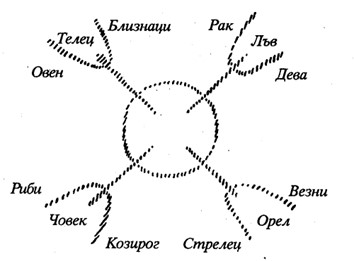 Близнаци
Телец
Овен
Рак
Лъв
Дева
Риби
Човек
Козирог
Везни
Орел
Стрелец